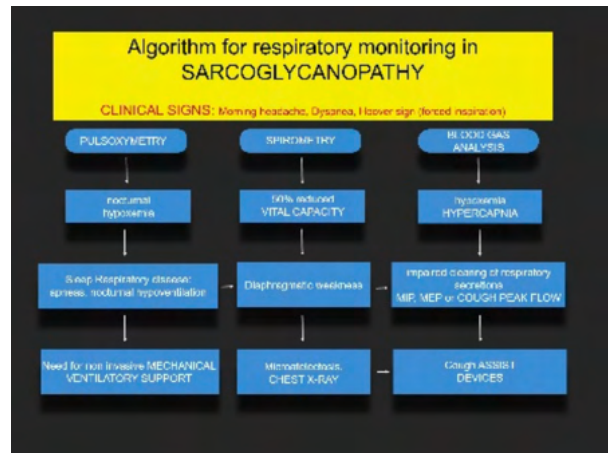 Algorithm for respiratory monitoring in
SARCOGLYCANOPATHY
CLINICAL SIGNS: Morning headache, Dyspnea, Hoover sign (forced inspiration)
PULSOXYMETRY
SPIROMETRY
BLOOD GAS
ANALYSIS
nocturnal
hypoxemia
50% reduced
VITAL CAPACITY
hypoxemia
HYPERCAPNIA
Sleep Respiratory disease:
apneas, nocturnal hypoventilation
Diaphragmatic weakness
Impaired clearing of respiratory
secretions
MIP, MEP or COUGH PEAK FLOW
Need for non invasive MECHANICAL
VENTILATORY SUPPORT
Microatelectasis,
CHEST X-RAY
Cough ASSIST
DEVICES